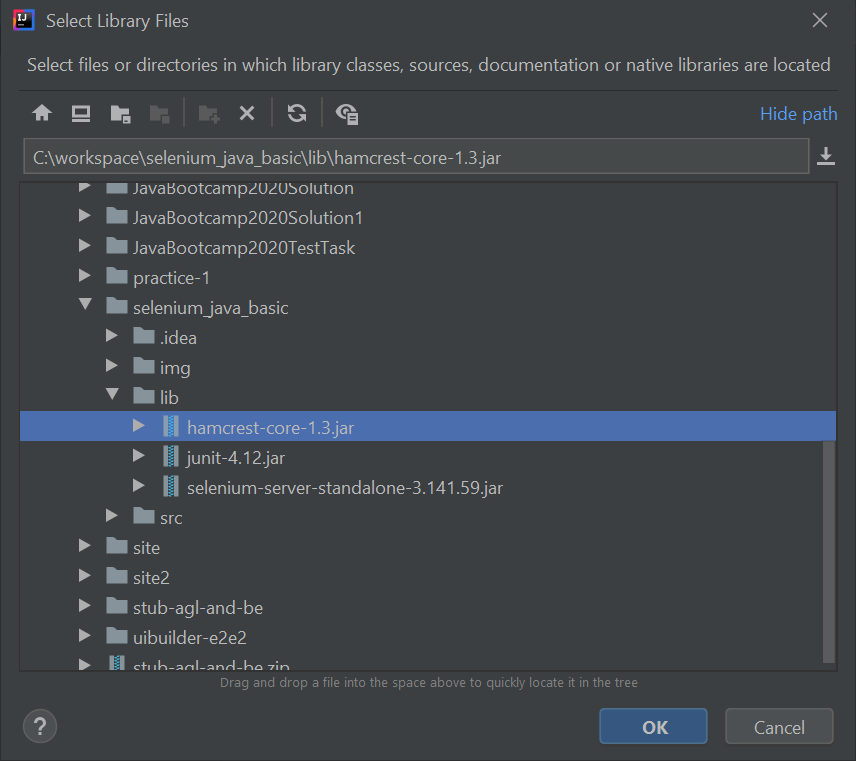 IJ
Select Library Files
Select files or directories in which library classes, sources, documentation or native libraries are located
Hide path
C:\workspace\selenium_java_basic\lib\hamcrest-core-1.3.jar
JavaBootcamp2020Solution
JavaBootcamp2020Solution1
JavaBootcamp2020TestTask
practice-1
selenium_java_basic
.idea
img
lib
hamcrest-core-1.3.jar
junit-4.12.jar
selenium-server-standalone-3.141.59.jar
src
site
site2
stub-agl-and-be
uibuilder-e2e2
stub-agl-and-be.zip
Drag and drop a file into the space above to quickly locate it in the tree
?
OK
Cancel